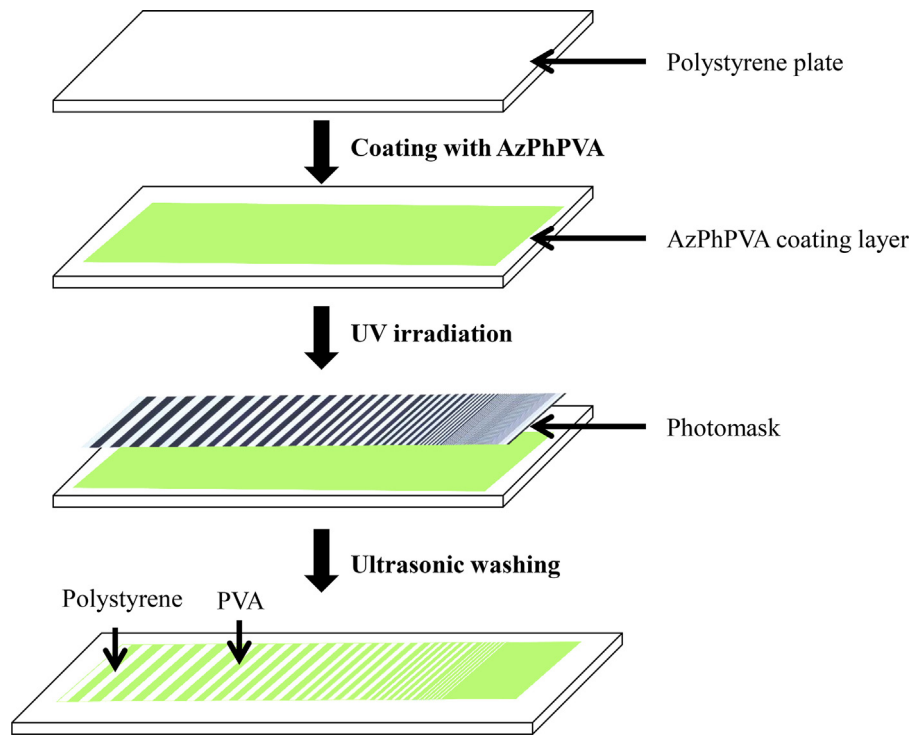 Polystyrene plate
Coating with AzPhPVA
AzPhPVA coating layer
UV irradiation
Photomask
Ultrasonic washing
Polystyrene
PVA